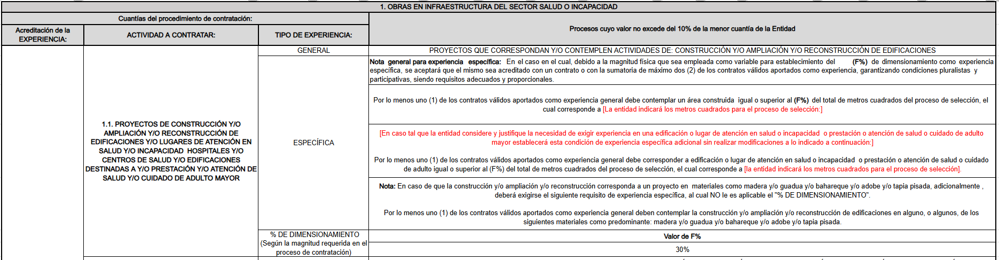 1. OBRAS EN INFRAESTRUCTURA DEL SECTOR SALUD O INCAPACIDAD
Cuantías del procedimiento de contratación:
Procesos cuyo valor no excede del 10% de la menor cuantía de la Entidad
Acreditación de la
EXPERIENCIA:
ACTIVIDAD A CONTRATAR:
TIPO DE EXPERIENCIA:
1.1. PROYECTOS DE CONSTRUCCIÓN Y/O
AMPLIACIÓN Y/O RECONSTRUCCIÓN DE
EDIFICACIONES Y/O LUGARES DE ATENCIÓN EN
SALUD Y/O INCAPACIDAD HOSPITALES Y/O
CENTROS DE SALUD Y/O EDIFICACIONES
DESTINADAS A Y/O PRESTACIÓN Y/O ATENCIÓN DE
SALUD Y/O CUIDADO DE ADULTO MAYOR
GENERAL
PROYECTOS QUE CORRESPONDAN Y/O CONTEMPLEN ACTIVIDADES DE: CONSTRUCCIÓN Y/O AMPLIACIÓN Y/O RECONSTRUCCIÓN DE EDIFICACIONES
ESPECÍFICA
Nota general para experiencia específica: En el caso en el cual, debido a la magnitud física que sea empleada como variable para establecimiento del (F%) de dimensionamiento como experiencia
específica, se aceptará que el mismo sea acreditado con un contrato o con la sumatoria de máximo dos (2) de los contratos válidos aportados como experiencia, garantizando condiciones pluralistas y
participativas, siendo requisitos adecuados y proporcionales.
Por lo menos uno (1) de los contratos válidos aportados como experiencia general debe contemplar un área construida igual o superior al (F%) del total de metros cuadrados del proceso de selección, el
cual corresponde a [La entidad indicará los metros cuadrados para el proceso de selección:]
[En caso tal que la entidad considere y justifique la necesidad de exigir experiencia en una edificación o lugar de atención en salud o incapacidad o prestación o atención de salud o cuidado de adulto
mayor establecerá esta condición de experiencia específica adicional sin realizar modificaciones a lo indicado a continuación:]
Por lo menos uno (1) de los contratos válidos aportados como experiencia general debe corresponder a edificación o lugar de atención en salud o incapacidad o prestación o atención de salud o cuidado
de adulto igual o superior al (F%) del total de metros cuadrados del proceso de selección, el cual corresponde a [la entidad indicará los metros cuadrados para el proceso de selección].
Nota: En caso de que la construcción y/o ampliación y/o reconstrucción corresponda a un proyecto en materiales como madera y/o guadua y/o bahareque y/o adobe y/o tapia pisada, adicionalmente ,
deberá exigirse el siguiente requisito de experiencia específica, al cual NO le es aplicable el "% DE DIMENSIONAMIENTO".
Por lo menos uno (1) de los contratos válidos aportados como experiencia general deben contemplar la construcción y/o ampliación y/o reconstrucción de edificaciones en alguno, o algunos, de los
siguientes materiales como predominante: madera y/o guadua y/o bahareque y/o adobe y/o tapia pisada.
% DE DIMENSIONAMIENTO
(Según la magnitud requerida en el
proceso de contratación)
Valor de F%
30%